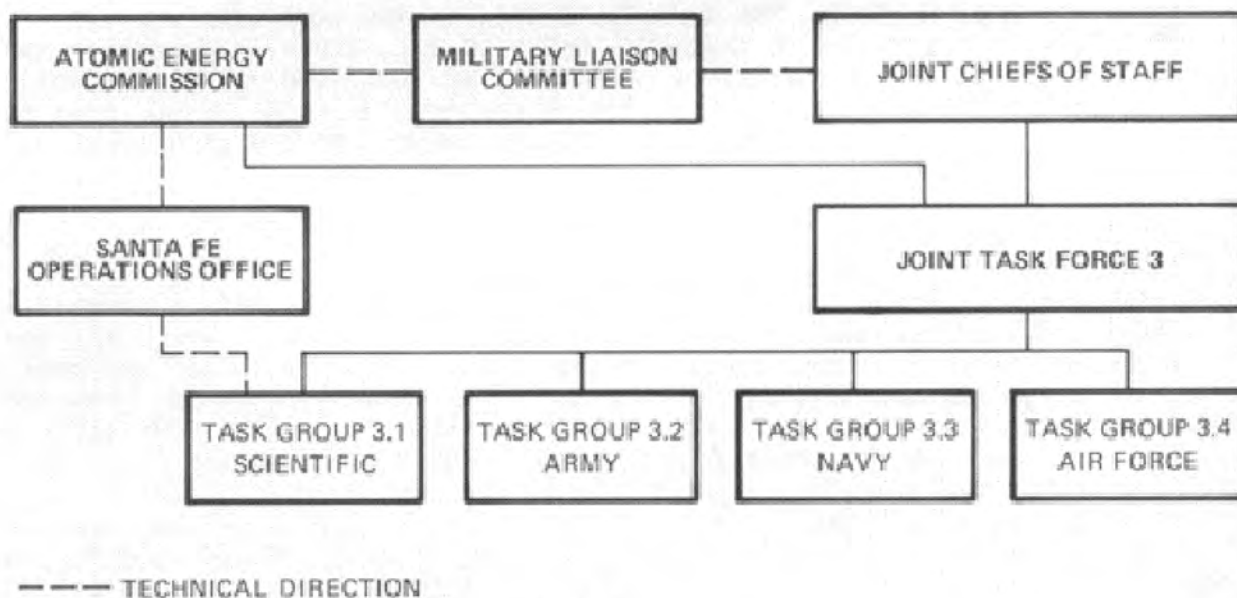 ATOMIC ENERGY
COMMISSION
MILITARY LIAISON
COMMITTEE
JOINT CHIEFS OF STAFF
SANTA FE
OPERATIONS OFFICE
JOINT TASK FORCE 3
TASK GROUP 3.1
SCIENTIFIC
TASK GROUP 3.2
ARMY
TASK GROUP 3.3
NAVY
TASK GROUP 3.4
AIR FORCE
TECHNICAL DIRECTION